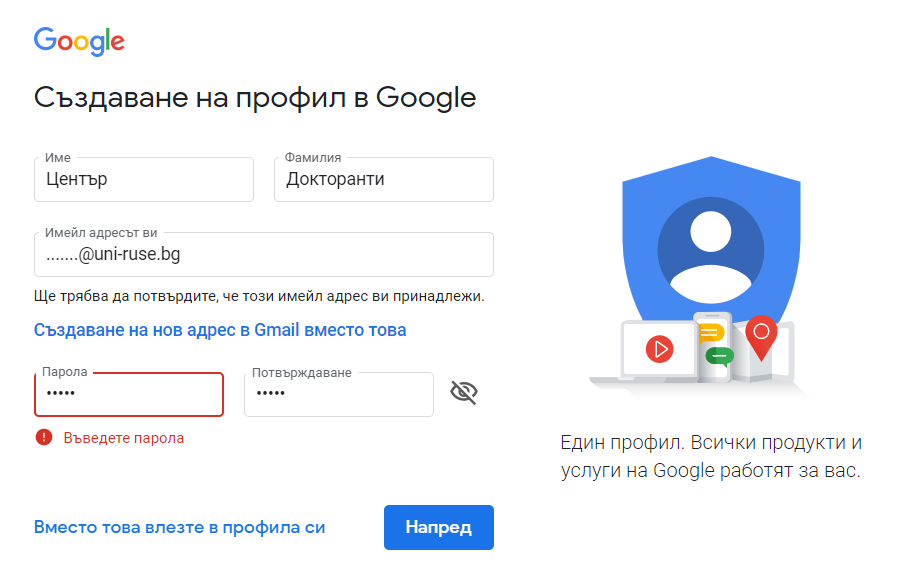 Google
Създаване на профил в Google
Име
Център
Фамилия
Докторанти
Имейл адресът ви
.......@uni-ruse.bg
Ще трябва да потвърдите, че този имейл адрес ви принадлежи.
Създаване на нов адрес в Gmail вместо това
Парола
•••••
Потвърждаване
•••••
Въведете парола
Един профил. Всички продукти и
услуги на Google работят за вас.
Вместо това влезте в профила си
Напред